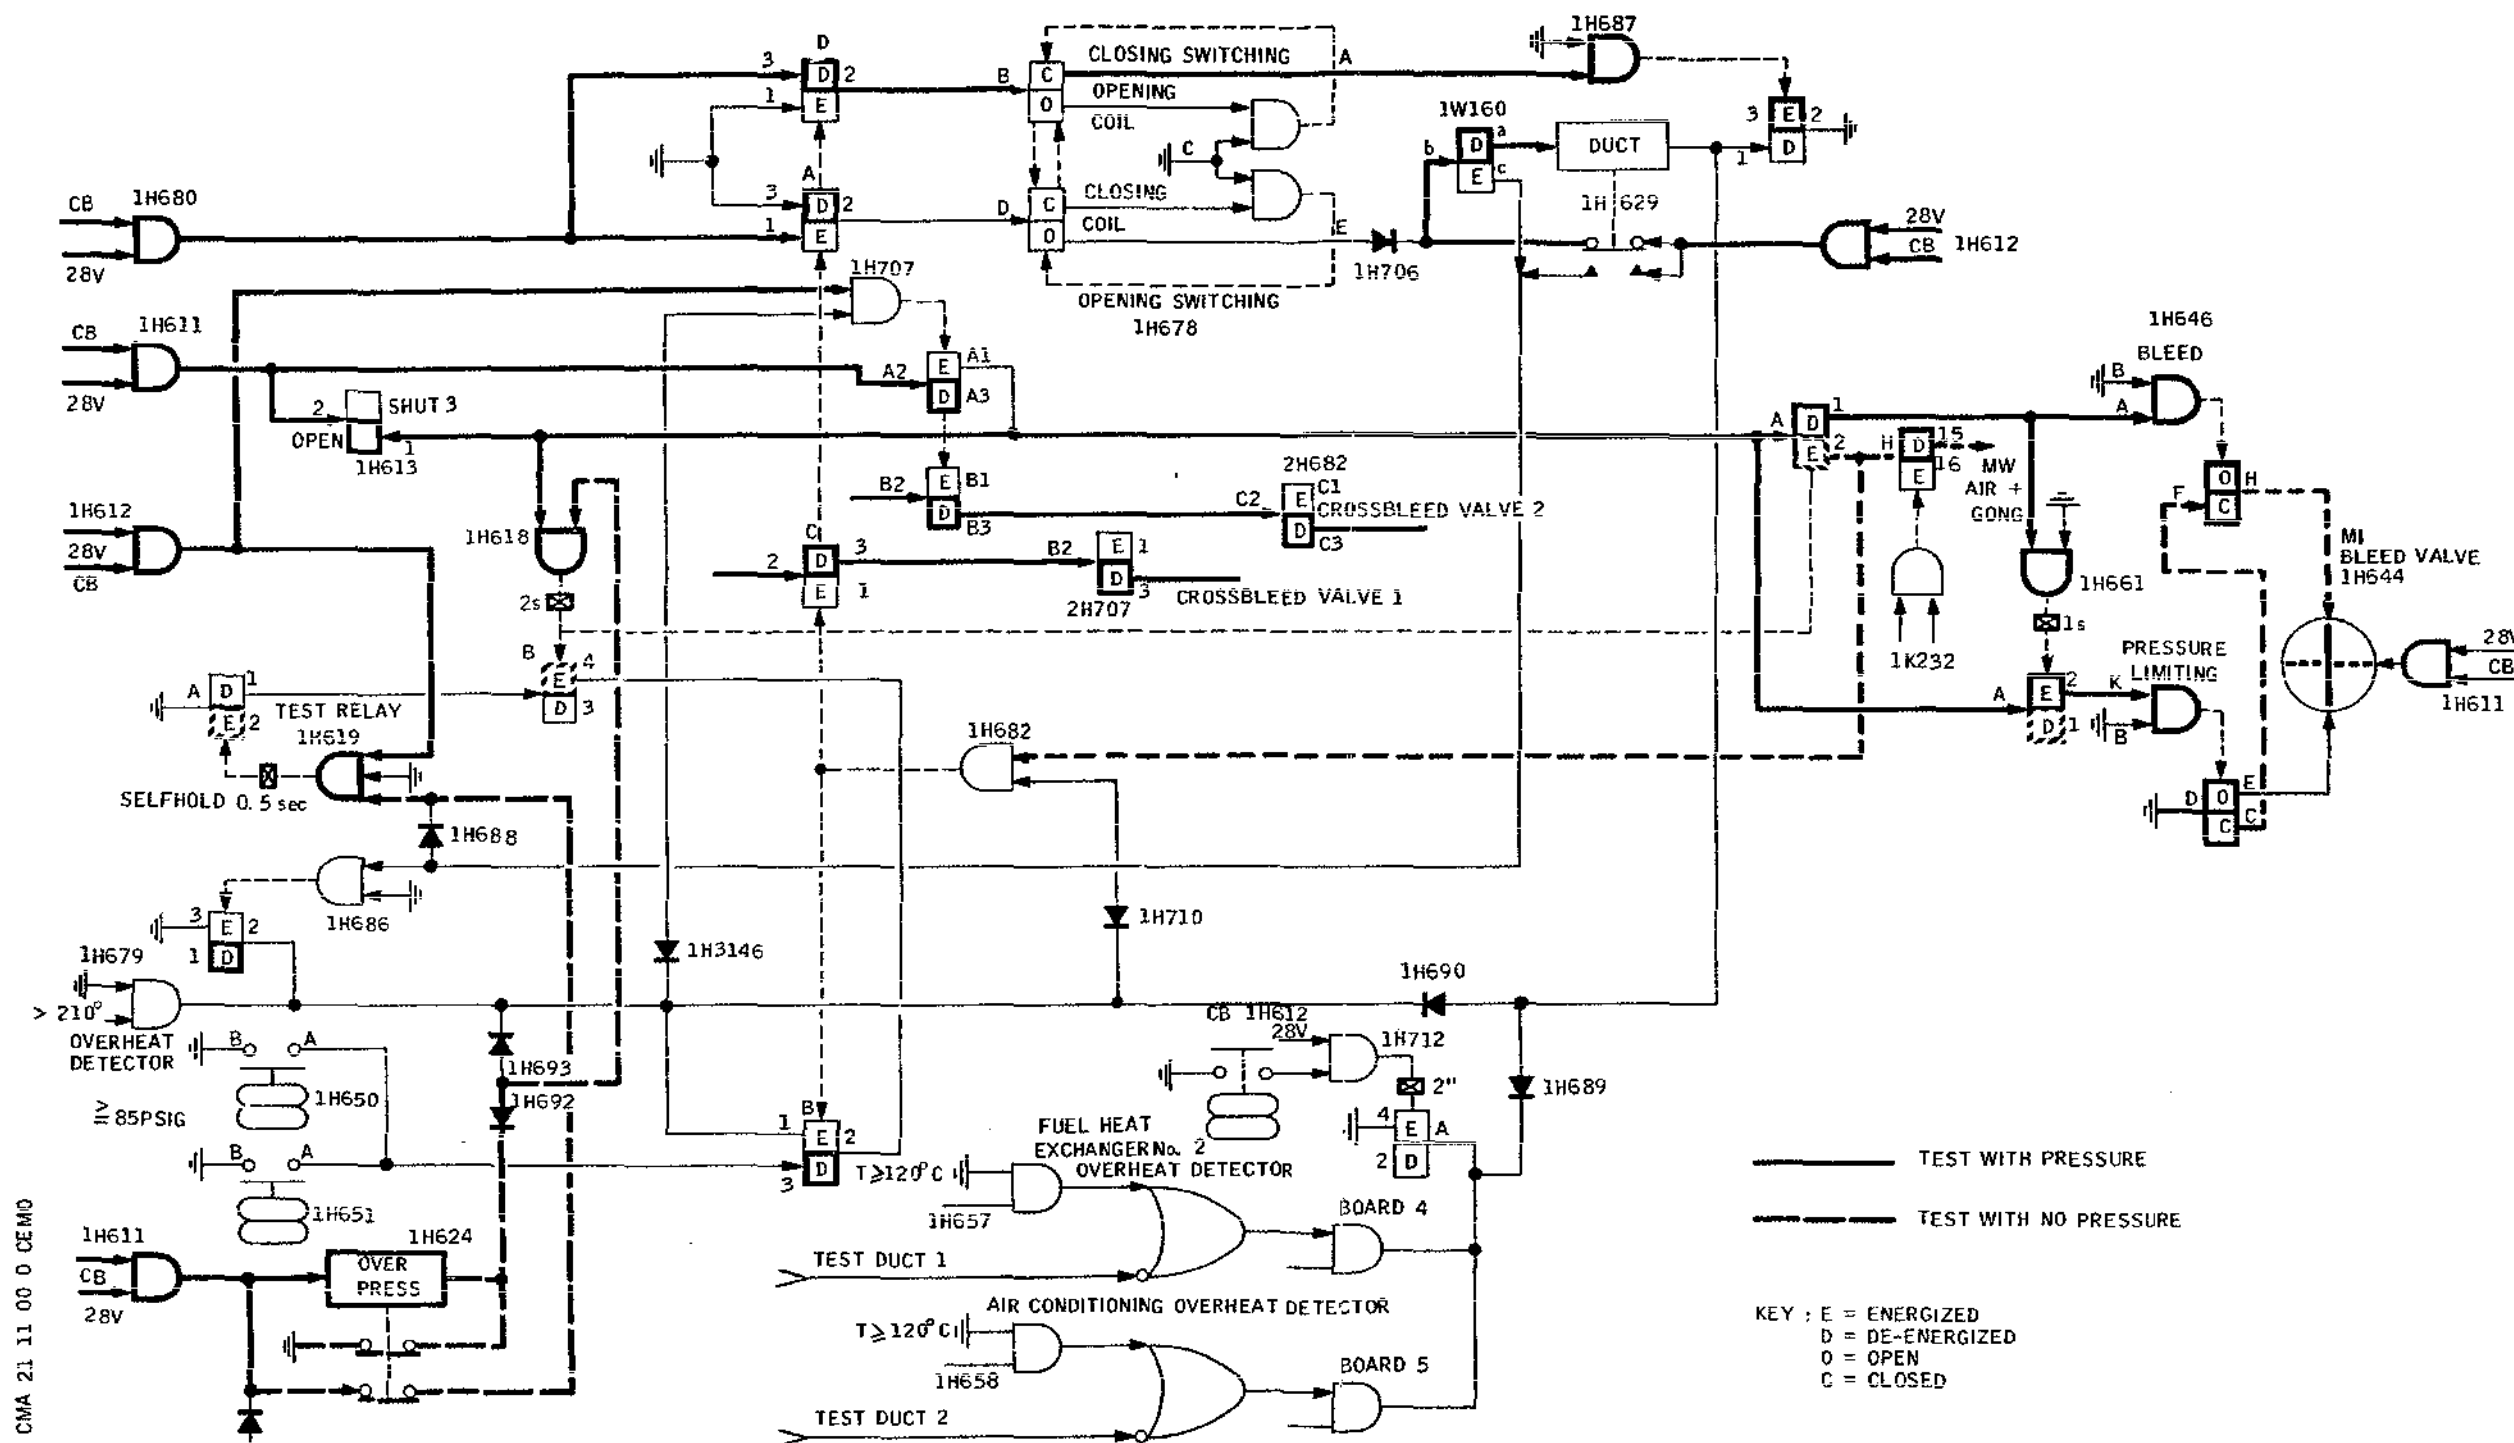 1H687
D
3
D
2
1
E
CLOSING SWITCHING
A
B
C
O
OPENING
COIL
1W160
a
b
D
E
c
DUCT
3
E
2
1
D
C
A
3
D
2
1
E
D
C
O
CLOSING
COIL
E
1H629
1H706
28V
CB
1H612
CB
1H680
28V
OPENING SWITCHING
1H678
1H707
CB
1H611
28V
A2
E
A1
D
A3
2
SHUT 3
OPEN
1
1H613
1H646
BLEED
B
A
A
D
1
E
2
H
D
15
16
E
MW
AIR +
GONG
O
H
F
C
B2
E
B1
D
B3
2H682
C2
E
C1
CROSSBLEED VALVE 2
D
C3
1H612
28V
CB
1H618
2s
C
D
3
2
E
1
B2
E
1
D
3
2H707
CROSSBLEED VALVE 1
1K232
1H661
1s
MI
BLEED VALVE
1H644
28V
CB
1H611
PRESSURE
LIMITING
A
E
2
K
D
1
B
D
O
E
C
C
B
4
E
D
3
A
D
1
E
2
TEST RELAY
1H619
SELFHOLD 0.5 sec
1H682
1H688
1H686
3
E
2
1
D
1H679
> 210°
OVERHEAT
DETECTOR
1H3146
1H710
1H690
B
A
1H650
≥ 85PSIG
B
A
1H651
1H693
1H692
B
1
E
2
D
3
CB 1H612
28V
1H712
2"
4
E
A
2
D
1H689
FUEL HEAT
EXCHANGER No. 2
OVERHEAT DETECTOR
T ≥ 120°C
1H657
BOARD 4
TEST DUCT 1
AIR CONDITIONING OVERHEAT DETECTOR
T ≥ 120°C
1H658
BOARD 5
TEST DUCT 2
1H611
CB
28V
1H624
OVER
PRESS
TEST WITH PRESSURE
TEST WITH NO PRESSURE
KEY : E = ENERGIZED
D = DE-ENERGIZED
O = OPEN
C = CLOSED
CMA 21 11 00 0 CEMO